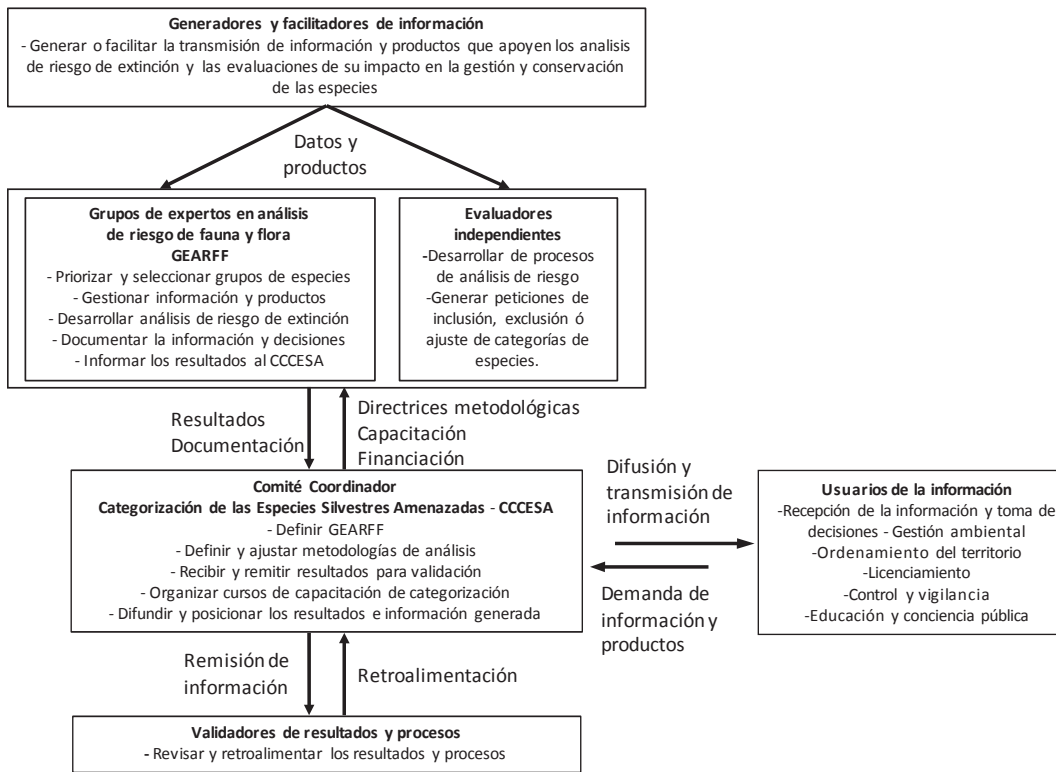 Generadores y facilitadores de información
- Generar o facilitar la transmisión de información y productos que apoyen los analisis
de riesgo de extinción y las evaluaciones de su impacto en la gestión y conservación
de las especies
Datos y
productos
Grupos de expertos en análisis
de riesgo de fauna y flora
GEARFF
- Priorizar y seleccionar grupos de especies
- Gestionar información y productos
- Desarrollar análisis de riesgo de extinción
- Documentar la información y decisiones
- Informar los resultados al CCCESA
Evaluadores
independientes
-Desarrollar de procesos
de análisis de riesgo
-Generar peticiones de
inclusión, exclusión ó
ajuste de categorías de
especies.
Resultados
Documentación
Directrices metodológicas
Capacitación
Financiación
Comité Coordinador
Categorización de las Especies Silvestres Amenazadas - CCCESA
- Definir GEARFF
- Definir y ajustar metodologías de análisis
- Recibir y remitir resultados para validación
- Organizar cursos de capacitación de categorización
- Difundir y posicionar los resultados e información generada
Difusión y
transmisión de
información
Demanda de
información y
productos
Usuarios de la información
-Recepción de la información y toma de
decisiones - Gestión ambiental
-Ordenamiento del territorio
-Licenciamiento
-Control y vigilancia
-Educación y conciencia pública
Remisión de
información
Retroalimentación
Validadores de resultados y procesos
- Revisar y retroalimentar los resultados y procesos